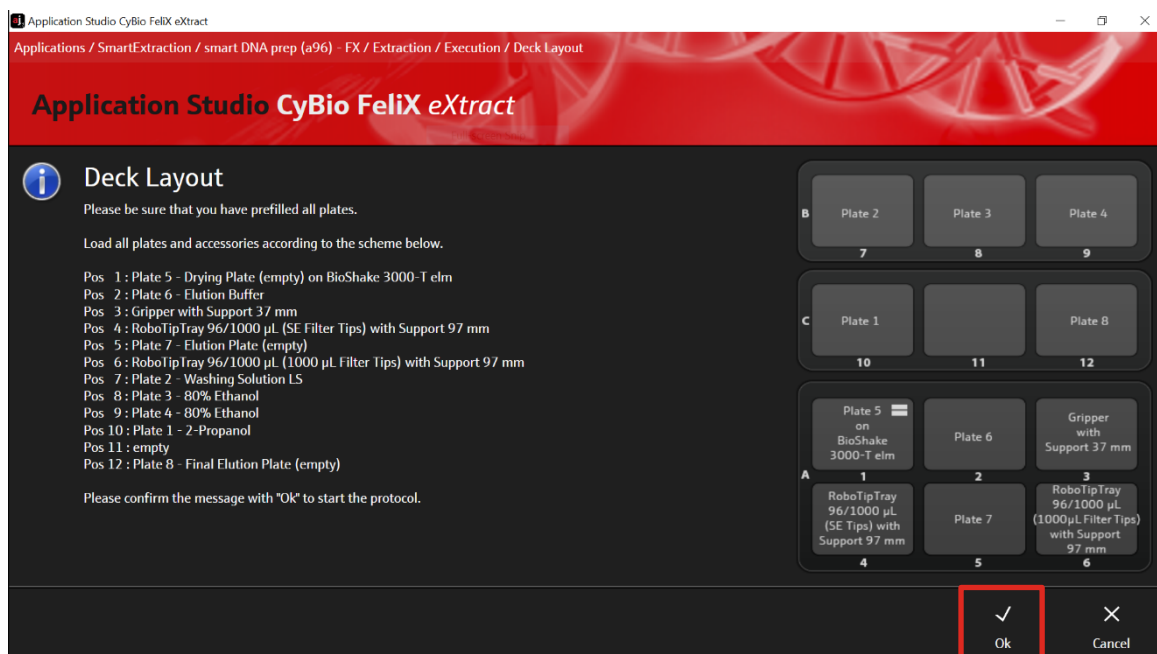 Application Studio CyBio FeliX eXtract
Applications / SmartExtraction / smart DNA prep (a96) - FX / Extraction / Execution / Deck Layout
Application Studio CyBio FeliX eXtract
Deck Layout
Please be sure that you have prefilled all plates.
Load all plates and accessories according to the scheme below.
Pos 1 : Plate 5 - Drying Plate (empty) on BioShake 3000-T elm
Pos 2 : Plate 6 - Elution Buffer
Pos 3 : Gripper with Support 37 mm
Pos 4 : RoboTipTray 96/1000 µL (SE Filter Tips) with Support 97 mm
Pos 5 : Plate 7 - Elution Plate (empty)
Pos 6 : RoboTipTray 96/1000 µL (1000 µL Filter Tips) with Support 97 mm
Pos 7 : Plate 2 - Washing Solution LS
Pos 8 : Plate 3 - 80% Ethanol
Pos 9 : Plate 4 - 80% Ethanol
Pos 10 : Plate 1 - 2-Propanol
Pos 11 : empty
Pos 12 : Plate 8 - Final Elution Plate (empty)
Please confirm the message with "Ok" to start the protocol.
B
Plate 2
Plate 3
Plate 4
7
8
9
C
Plate 1
Plate 8
10
11
12
A
Plate 5
on
BioShake
3000-T elm
Plate 6
Gripper
with
Support 37 mm
1
2
3
RoboTipTray
96/1000 µL
(SE Tips) with
Support 97 mm
Plate 7
RoboTipTray
96/1000 µL
(1000µL Filter Tips)
with Support
97 mm
4
5
6
Ok
Cancel